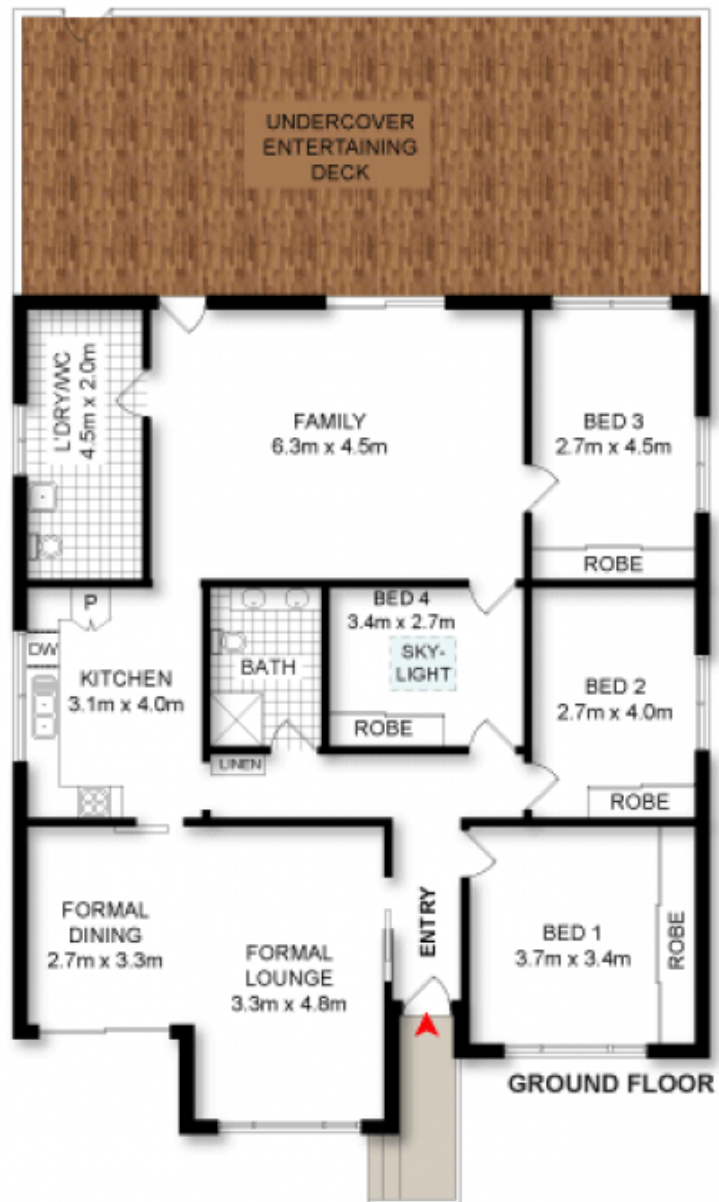 UNDERCOVER
ENTERTAINING
DECK
L'DRY/WC
4.5m x 2.0m
FAMILY
6.3m x 4.5m
BED 3
2.7m x 4.5m
ROBE
P
DW
KITCHEN
3.1m x 4.0m
BATH
BED 4
3.4m x 2.7m
SKY-
LIGHT
ROBE
BED 2
2.7m x 4.0m
ROBE
LINEN
FORMAL
DINING
2.7m x 3.3m
FORMAL
LOUNGE
3.3m x 4.8m
ENTRY
BED 1
3.7m x 3.4m
ROBE
GROUND FLOOR